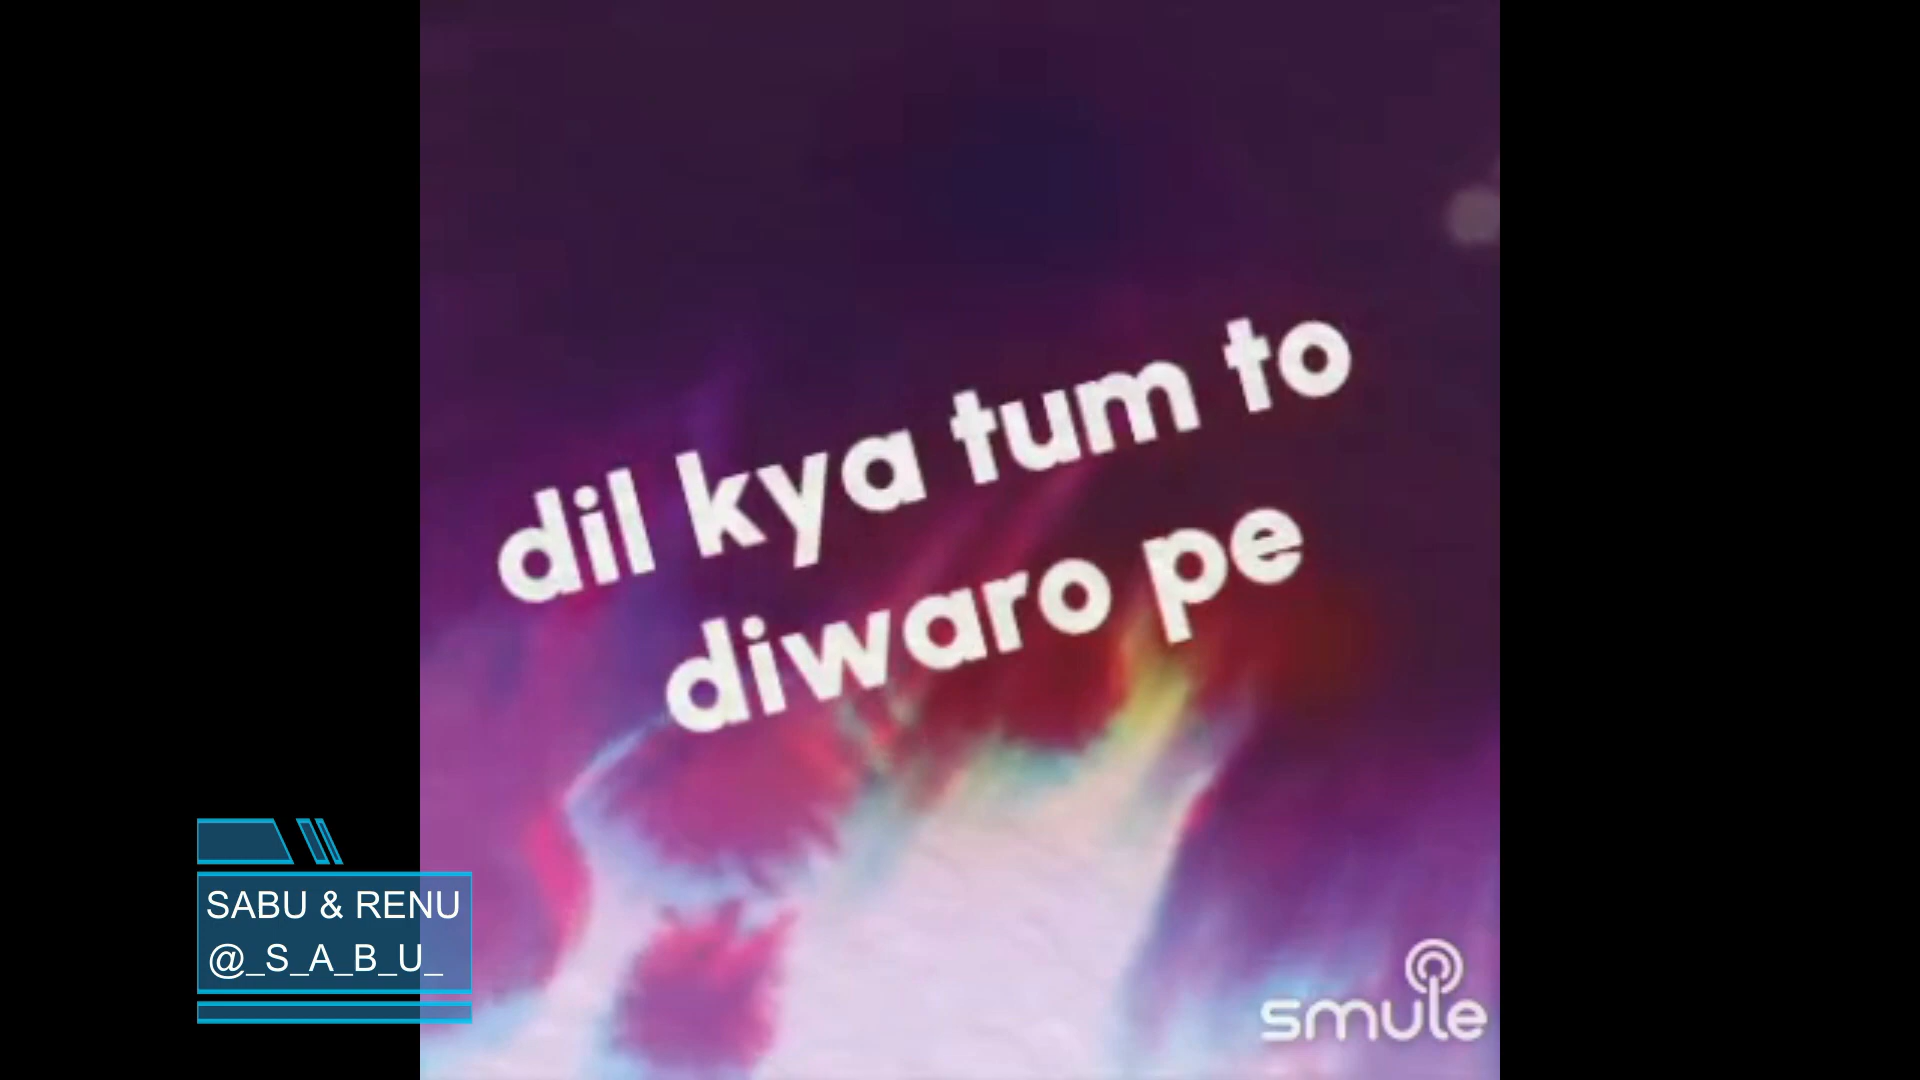 dil kya tum to
diwaro pe
SABU & RENU
@_S_A_B_U_
smule